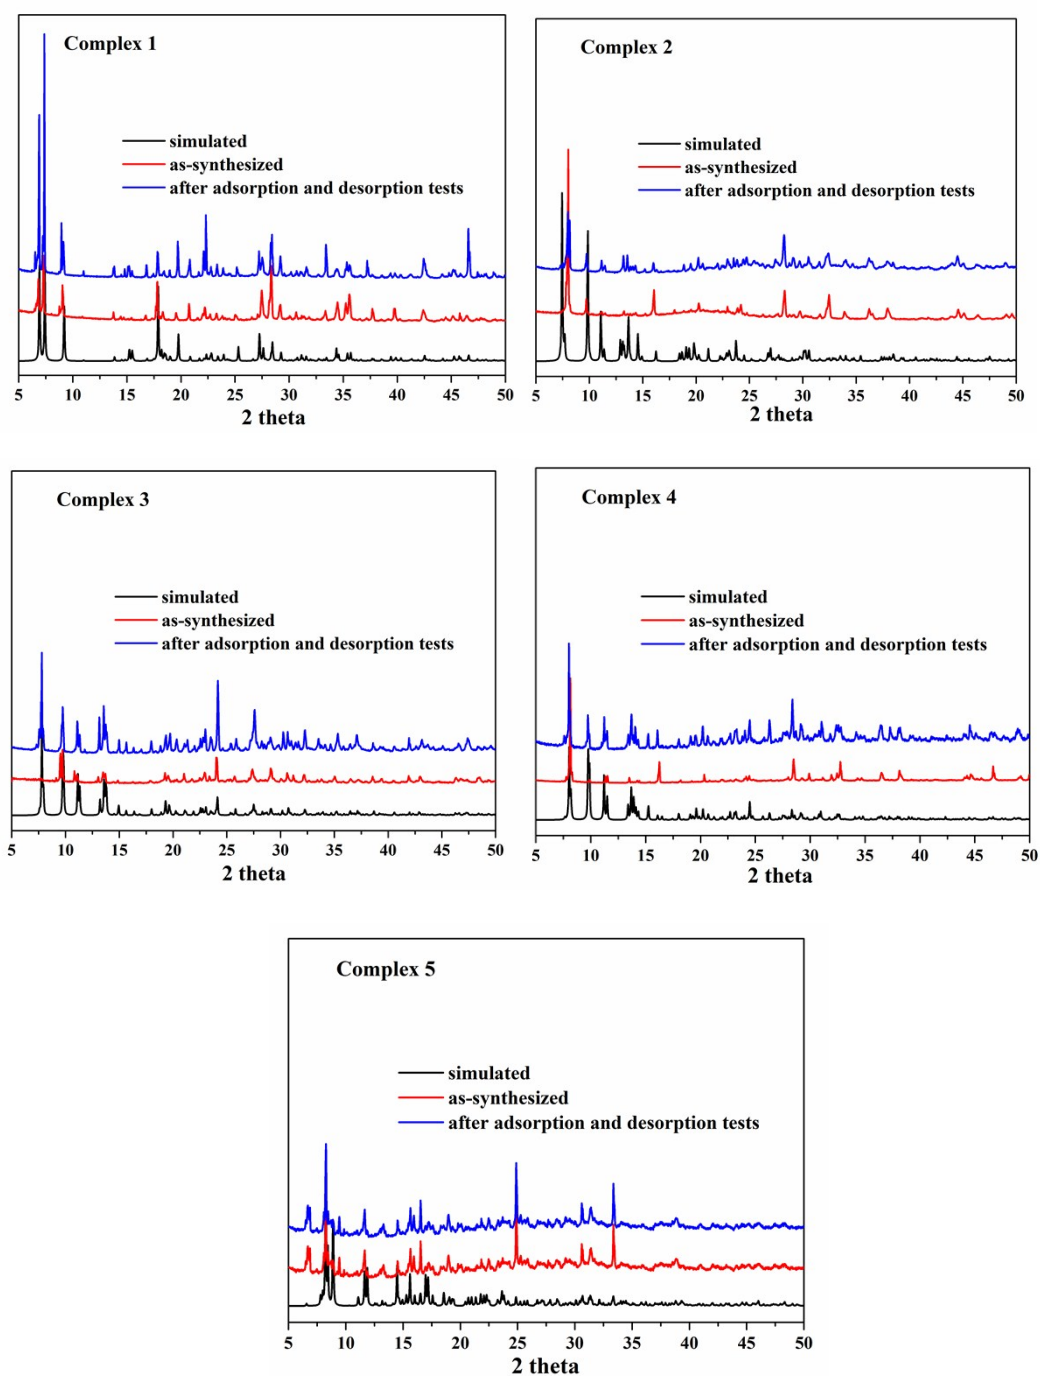 Complex 1
simulated
as-synthesized
after adsorption and desorption tests
5 10 15 20 25 30 35 40 45 50
2 theta
Complex 2
simulated
as-synthesized
after adsorption and desorption tests
5 10 15 20 25 30 35 40 45 50
2 theta
Complex 3
simulated
as-synthesized
after adsorption and desorption tests
5 10 15 20 25 30 35 40 45 50
2 theta
Complex 4
simulated
as-synthesized
after adsorption and desorption tests
5 10 15 20 25 30 35 40 45 50
2 theta
Complex 5
simulated
as-synthesized
after adsorption and desorption tests
5 10 15 20 25 30 35 40 45 50
2 theta